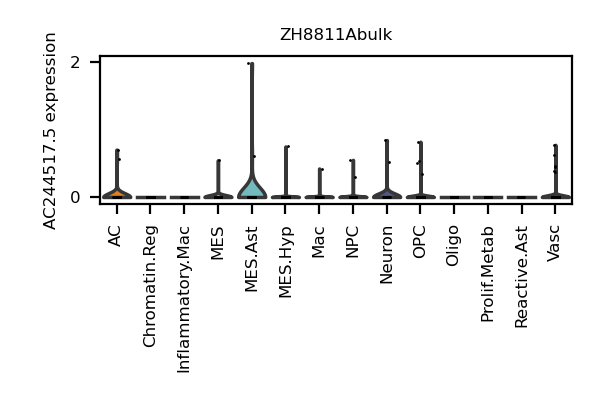 ZH8811Abulk
AC244517.5 expression
2
0
AC
Chromatin.Reg
Inflammatory.Mac
MES
MES.Ast
MES.Hyp
Mac
NPC
Neuron
OPC
Oligo
Prolif.Metab
Reactive.Ast
Vasc